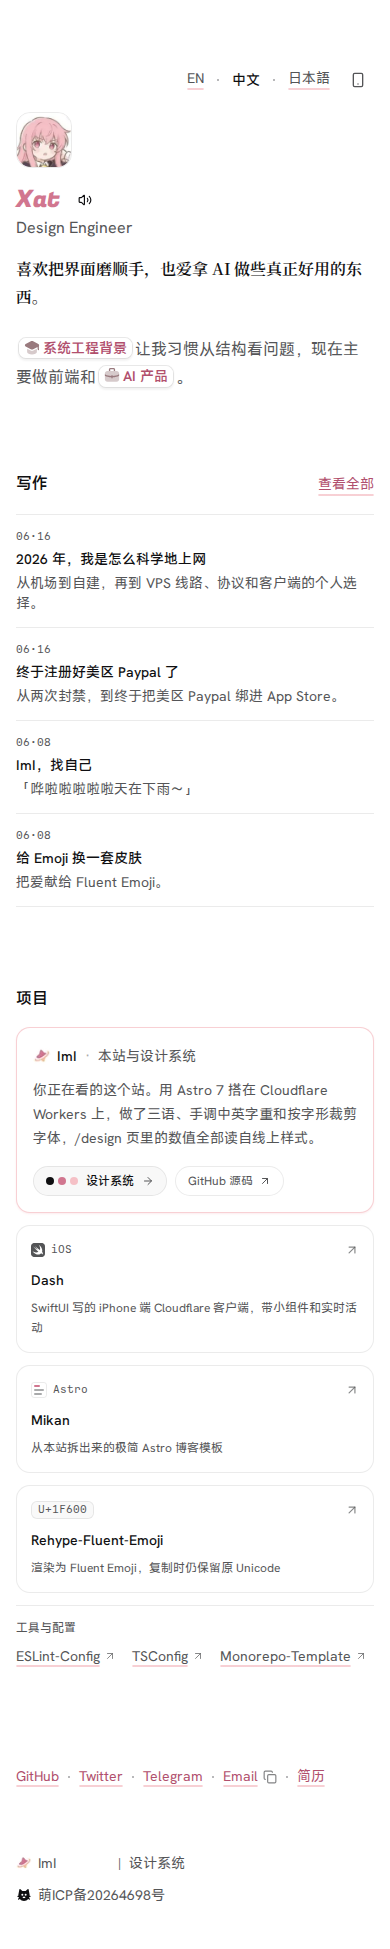 EN · 中文 · 日本語
Xat
Design Engineer
喜欢把界面磨顺手，也爱拿 AI 做些真正好用的东
西。
系统工程背景 让我习惯从结构看问题，现在主
要做前端和 AI 产品 。
写作 查看全部
06·16
2026 年，我是怎么科学地上网
从机场到自建，再到 VPS 线路、协议和客户端的个人选
择。
06·16
终于注册好美区 Paypal 了
从两次封禁，到终于把美区 Paypal 绑进 App Store。
06·08
Iml，找自己
「哗啦啦啦啦啦天在下雨～」
06·08
给 Emoji 换一套皮肤
把爱献给 Fluent Emoji。
项目
Iml · 本站与设计系统
你正在看的这个站。用 Astro 7 搭在 Cloudflare
Workers 上，做了三语、手调中英字重和按字形裁剪
字体，/design 页里的数值全部读自线上样式。
设计系统 → GitHub 源码 ↗
iOS ↗
Dash
SwiftUI 写的 iPhone 端 Cloudflare 客户端，带小组件和实时活
动
Astro ↗
Mikan
从本站拆出来的极简 Astro 博客模板
U+1F600 ↗
Rehype-Fluent-Emoji
渲染为 Fluent Emoji，复制时仍保留原 Unicode
工具与配置
ESLint-Config ↗ TSConfig ↗ Monorepo-Template ↗
GitHub · Twitter · Telegram · Email · 简历
Iml | 设计系统
萌ICP备20264698号